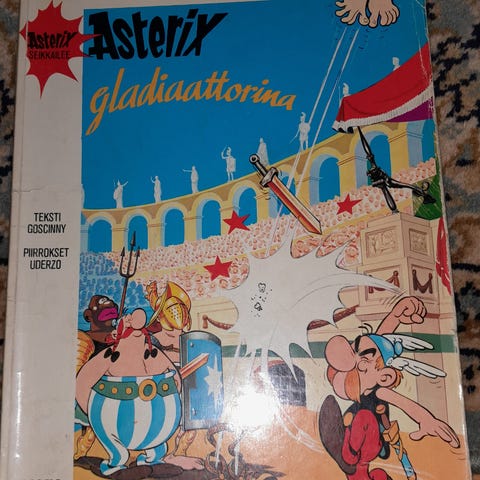 Asterix
SEIKKAILEE
Asterix
gladiaattorina
TEKSTI
GOSCINNY
PIIRROKSET
UDERZO